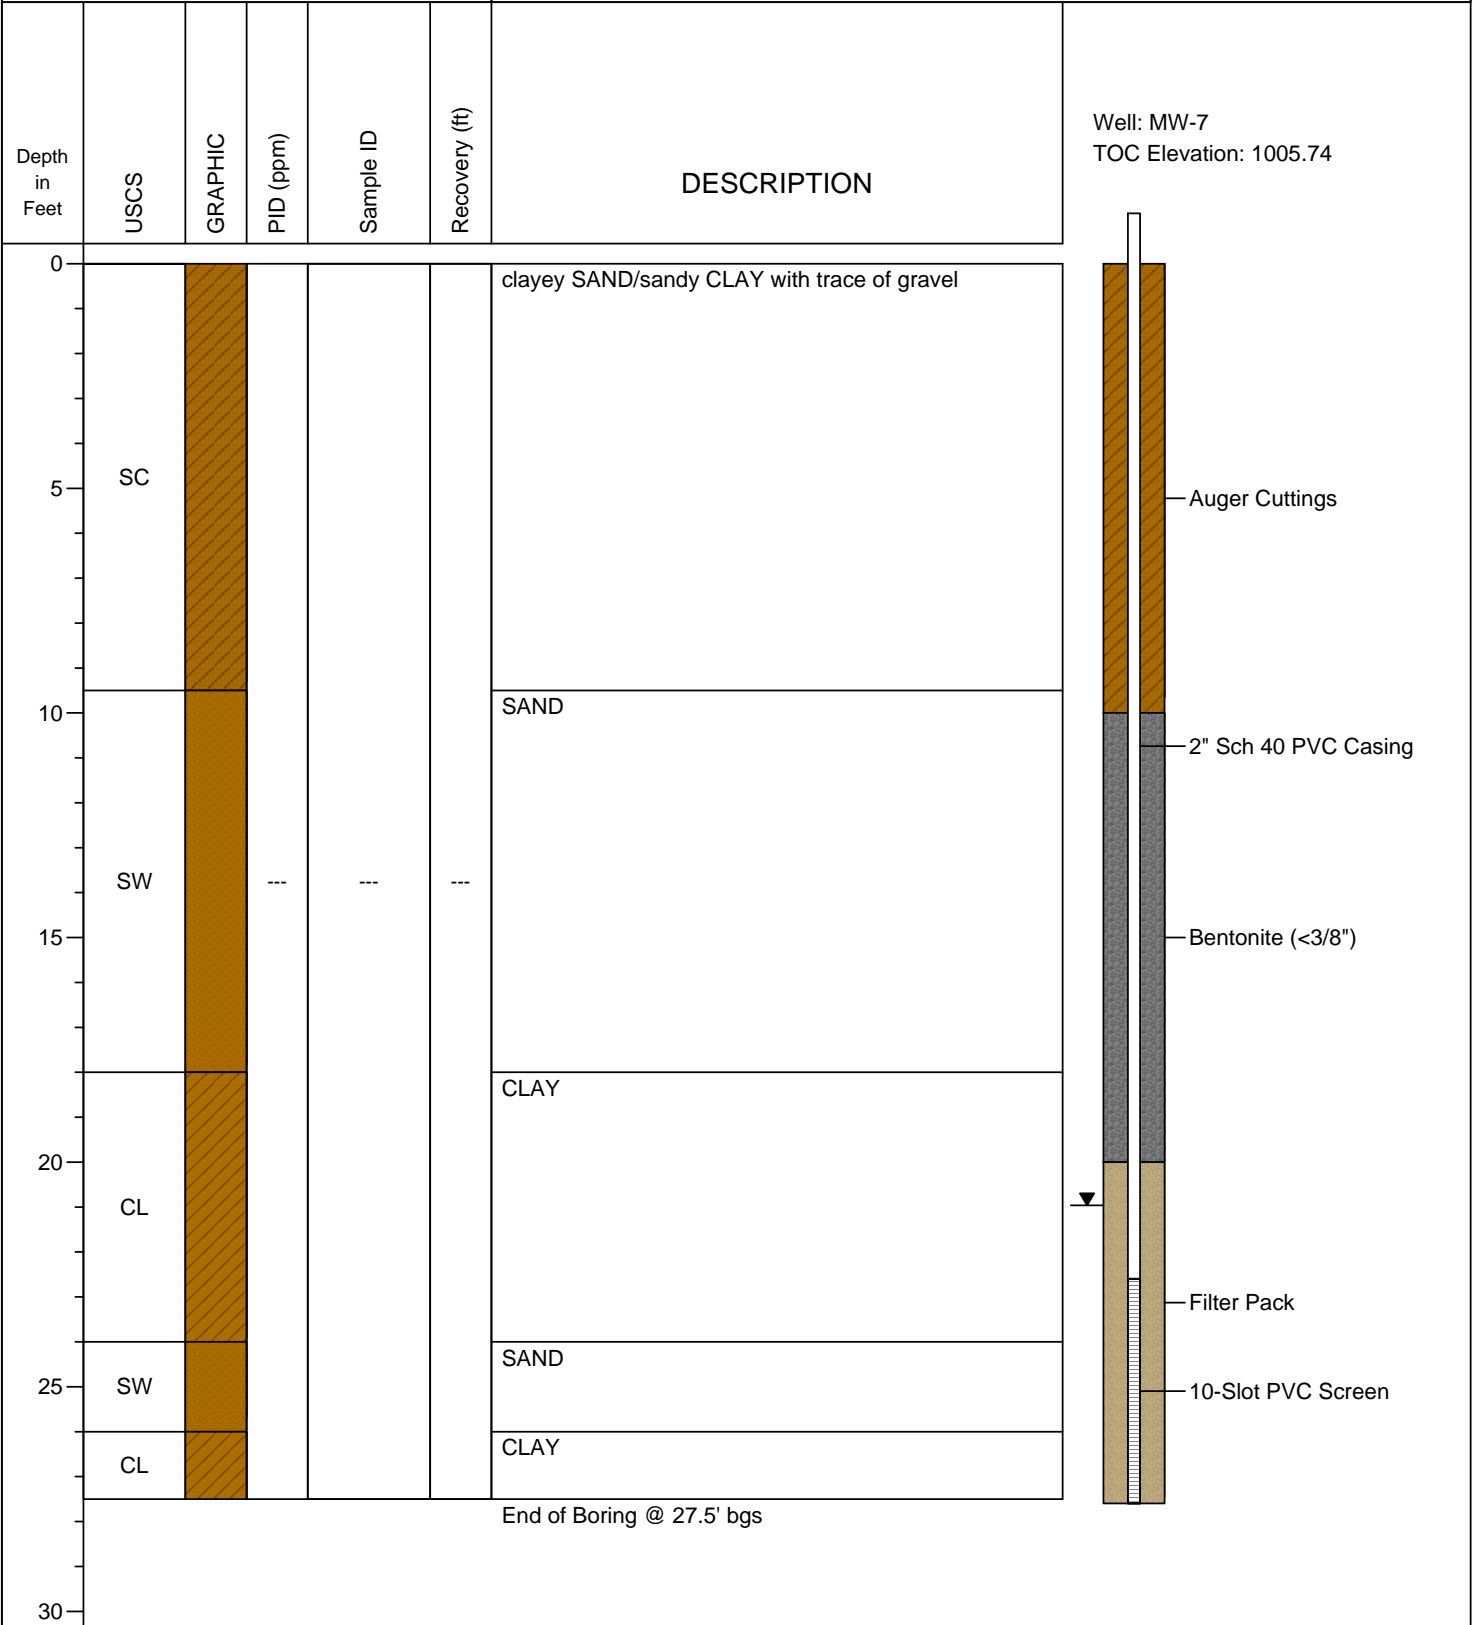 Depth
in
Feet
USCS
GRAPHIC
PID (ppm)
Sample ID
Recovery (ft)
DESCRIPTION
Well: MW-7
TOC Elevation: 1005.74
0
clayey SAND/sandy CLAY with trace of gravel
SC
5
Auger Cuttings
SAND
10
2" Sch 40 PVC Casing
SW
---
---
---
15
Bentonite (<3/8")
CLAY
20
CL
Filter Pack
SAND
25
SW
10-Slot PVC Screen
CLAY
CL
End of Boring @ 27.5' bgs
30